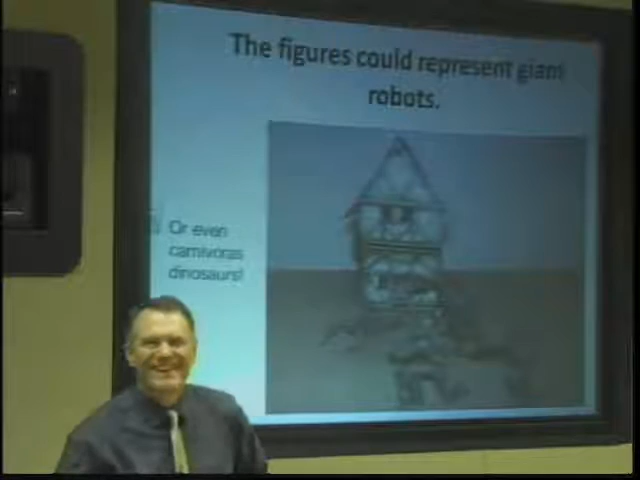 The figures could represent giant
robots.
Or even
carnivoras
dinosaurs!